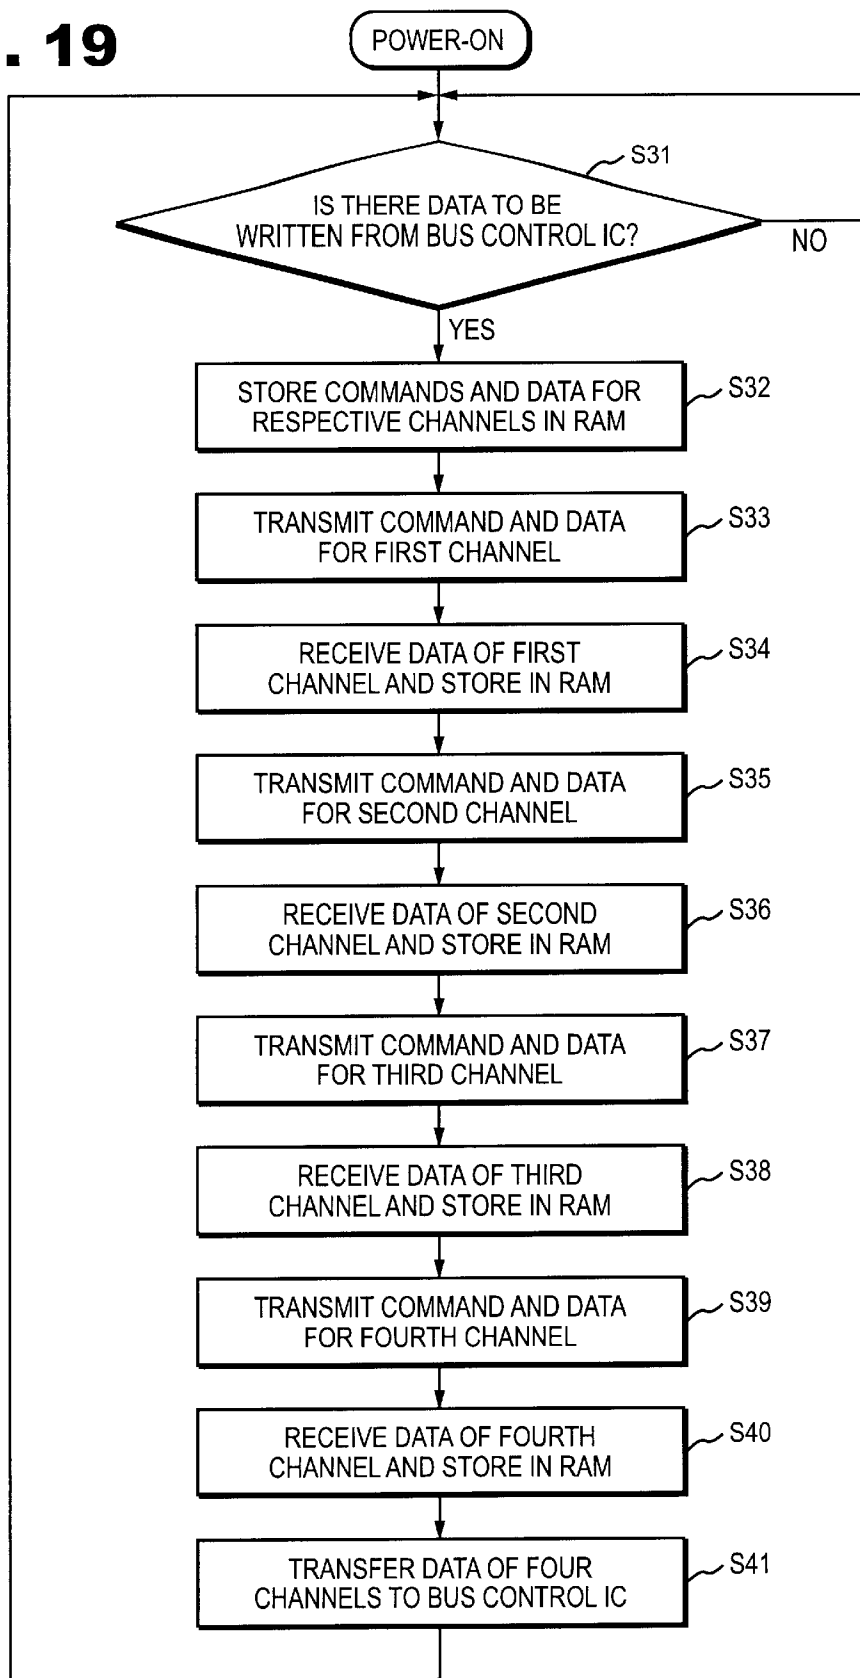 . 19
POWER-ON
S31
IS THERE DATA TO BE
WRITTEN FROM BUS CONTROL IC?
NO
YES
STORE COMMANDS AND DATA FOR
RESPECTIVE CHANNELS IN RAM
S32
TRANSMIT COMMAND AND DATA
FOR FIRST CHANNEL
S33
RECEIVE DATA OF FIRST
CHANNEL AND STORE IN RAM
S34
TRANSMIT COMMAND AND DATA
FOR SECOND CHANNEL
S35
RECEIVE DATA OF SECOND
CHANNEL AND STORE IN RAM
S36
TRANSMIT COMMAND AND DATA
FOR THIRD CHANNEL
S37
RECEIVE DATA OF THIRD
CHANNEL AND STORE IN RAM
S38
TRANSMIT COMMAND AND DATA
FOR FOURTH CHANNEL
S39
RECEIVE DATA OF FOURTH
CHANNEL AND STORE IN RAM
S40
TRANSFER DATA OF FOUR
CHANNELS TO BUS CONTROL IC
S41